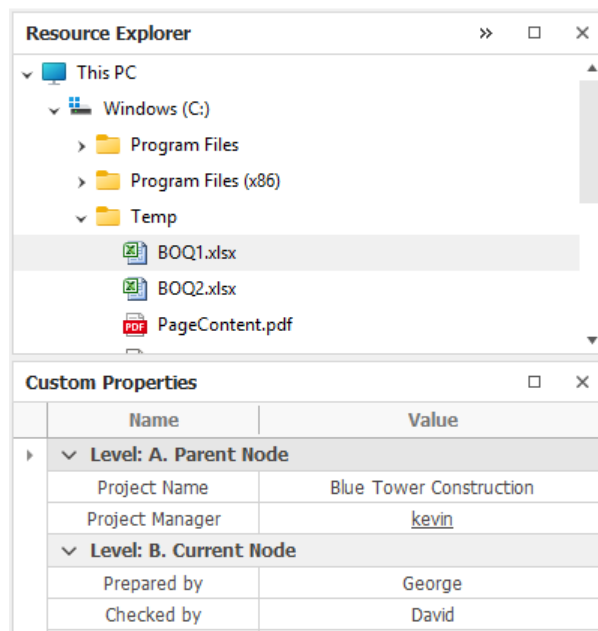 Resource Explorer
This PC
Windows (C:)
Program Files
Program Files (x86)
Temp
BOQ1.xlsx
BOQ2.xlsx
PDF PageContent.pdf
Custom Properties
Name Value
Level: A. Parent Node
Project Name Blue Tower Construction
Project Manager kevin
Level: B. Current Node
Prepared by George
Checked by David